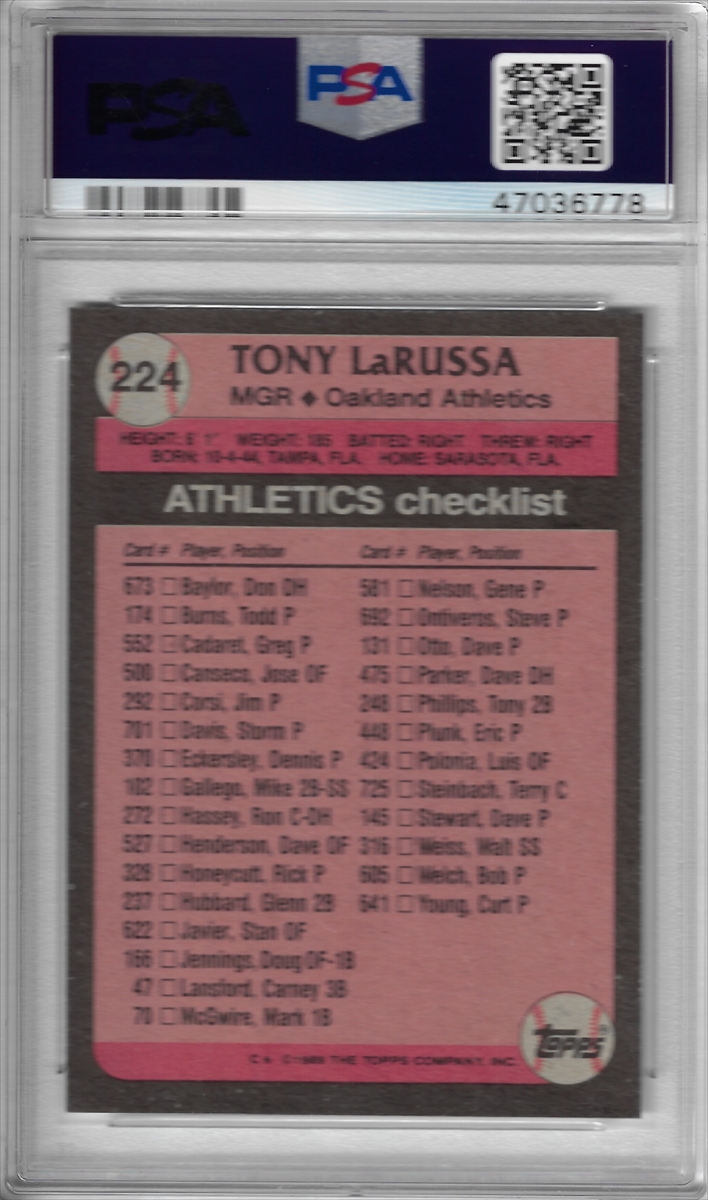 PSA
PSA
47036778
224
TONY LaRUSSA
MGR ♦ Oakland Athletics
HEIGHT: 6' 1" WEIGHT: 185 BATTED: RIGHT THREW: RIGHT
BORN: 10-4-44, TAMPA, FLA. HOME: SARASOTA, FLA.
ATHLETICS checklist
Card # Player, Position Card # Player, Position
673 □ Baylor, Don DH 581 □ Nelson, Gene P
174 □ Burns, Todd P 692 □ Ontiveros, Steve P
552 □ Cadaret, Greg P 131 □ Otto, Dave P
500 □ Canseco, Jose OF 475 □ Parker, Dave DH
292 □ Corsi, Jim P 248 □ Phillips, Tony 2B
701 □ Davis, Storm P 448 □ Plunk, Eric P
370 □ Eckersley, Dennis P 424 □ Polonia, Luis OF
102 □ Gallego, Mike 2B-SS 725 □ Steinbach, Terry C
272 □ Hassey, Ron C-DH 145 □ Stewart, Dave P
527 □ Henderson, Dave OF 316 □ Weiss, Walt SS
328 □ Honeycutt, Rick P 605 □ Welch, Bob P
237 □ Hubbard, Glenn 2B 641 □ Young, Curt P
622 □ Javier, Stan OF
166 □ Jennings, Doug OF-1B
47 □ Lansford, Carney 3B
70 □ McGwire, Mark 1B
TOPPS
©1989 THE TOPPS COMPANY, INC.